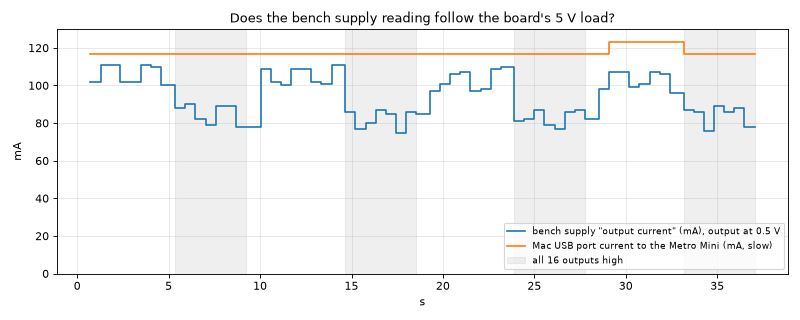 Does the bench supply reading follow the board's 5 V load?
mA
120
100
80
60
40
20
0
bench supply "output current" (mA), output at 0.5 V
Mac USB port current to the Metro Mini (mA, slow)
all 16 outputs high
0 5 10 15 20 25 30 35
s